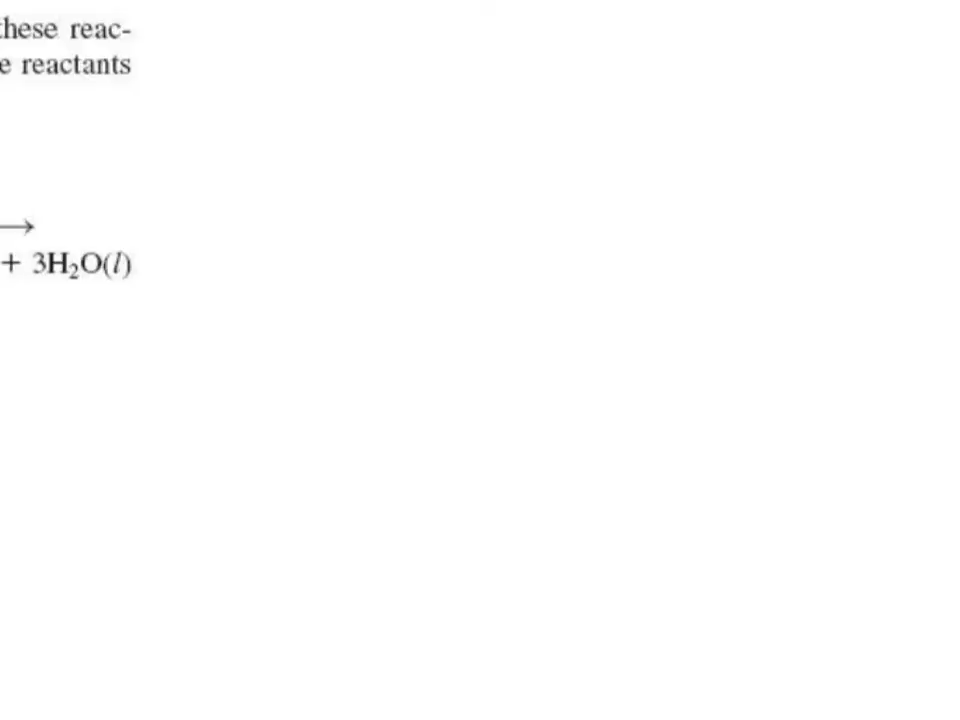 these reac-
e reactants
→
+ 3H₂O(l)